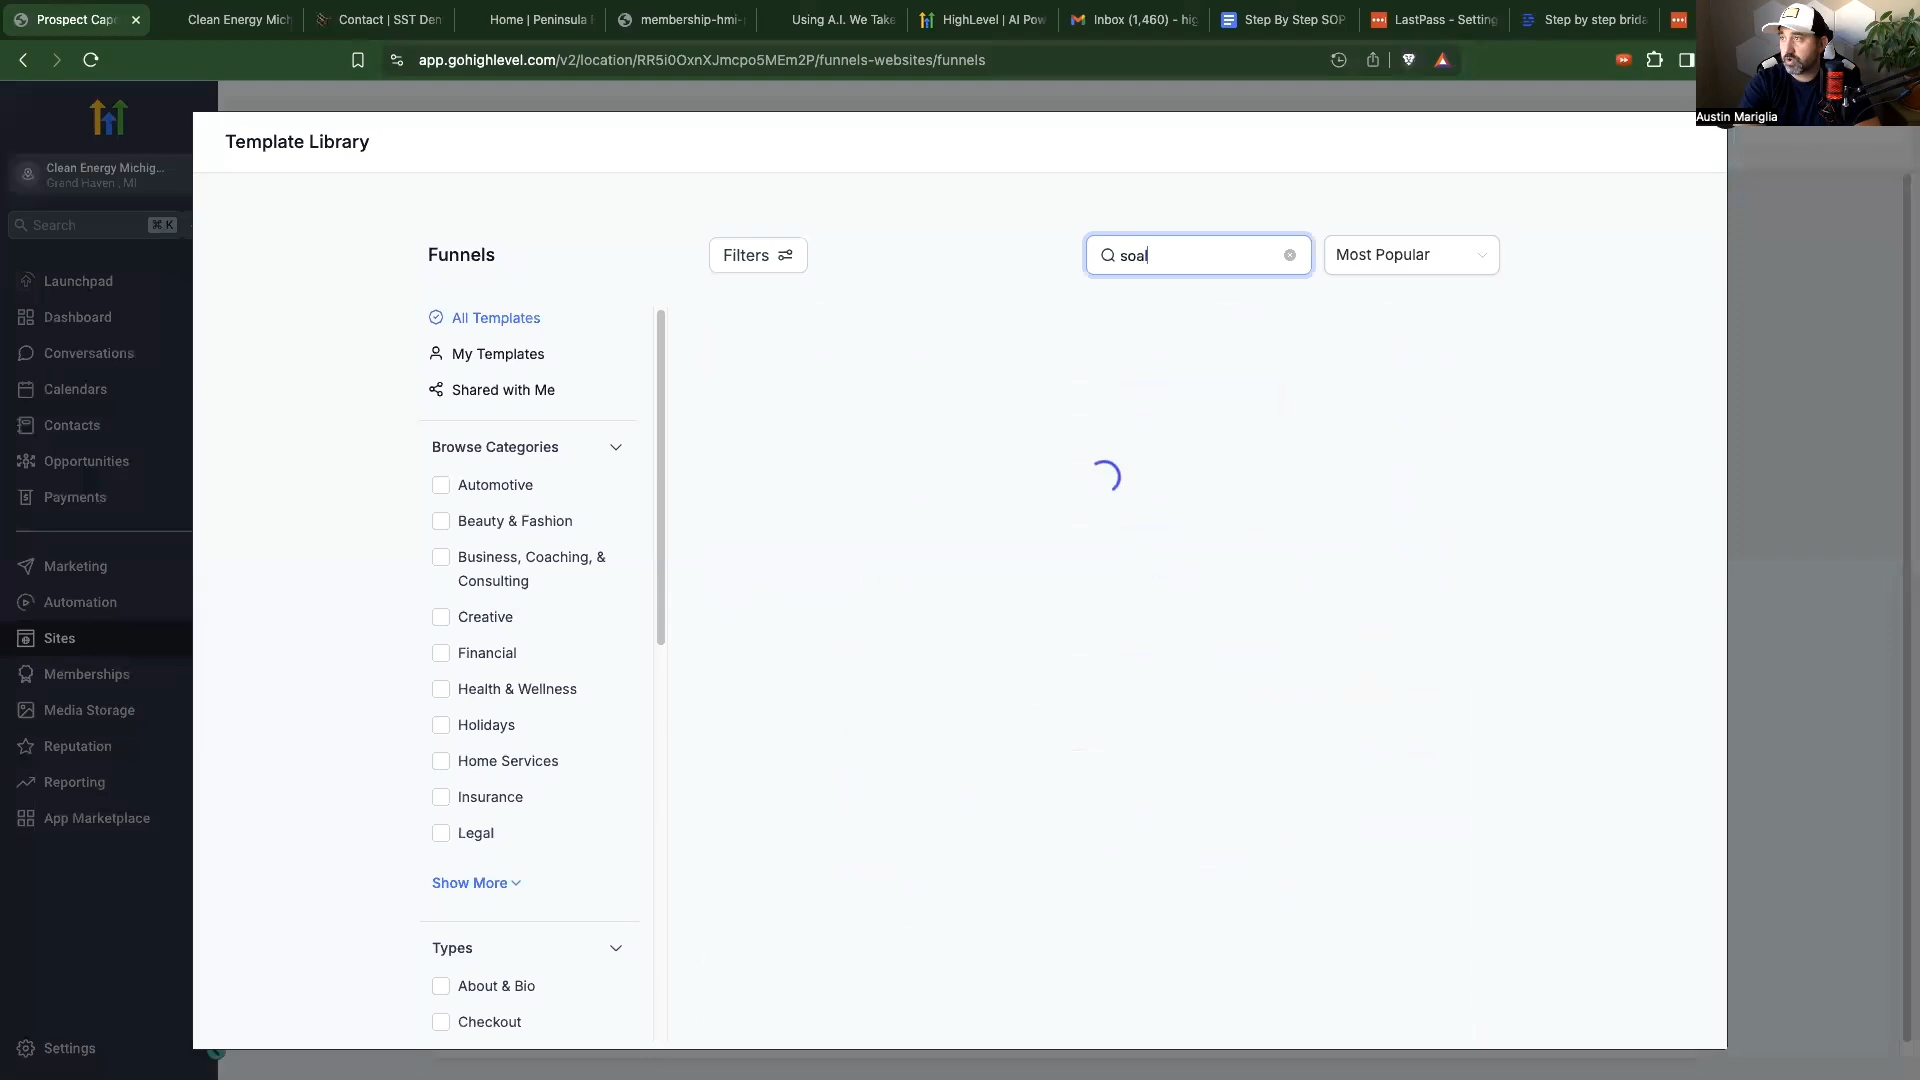 Prospect Capt
Clean Energy Mich
Contact | SST Den
Home | Peninsula
membership-hmi-
Using A.I. We Take
HighLevel | AI Pow
Inbox (1,460) - hig
Step By Step SOP
LastPass - Setting
Step by step brida
app.gohighlevel.com/v2/location/RR5i0OxnXJmcpo5MEm2P/funnels-websites/funnels
Austin Mariglia
Clean Energy Michig...
Grand Haven , MI
Search
⌘ K
Launchpad
Dashboard
Conversations
Calendars
Contacts
Opportunities
Payments
Marketing
Automation
Sites
Memberships
Media Storage
Reputation
Reporting
App Marketplace
Settings
Template Library
Funnels
Filters
soal
Most Popular
All Templates
My Templates
Shared with Me
Browse Categories
Automotive
Beauty & Fashion
Business, Coaching, &
Consulting
Creative
Financial
Health & Wellness
Holidays
Home Services
Insurance
Legal
Show More
Types
About & Bio
Checkout